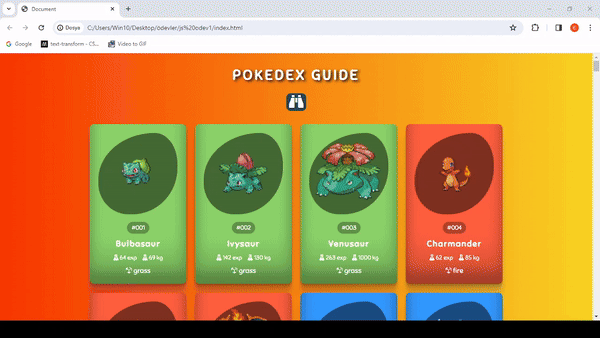 Document
Dosya
C:/Users/Win10/Desktop/odevler/js%20odev1/index.html
Google
text-transform - CS...
Video to GIF
POKEDEX GUIDE
#001
#002
#003
#004
Bulbasaur
Ivysaur
Venusaur
Charmander
64 exp 69 kg
142 exp 130 kg
263 exp 1000 kg
62 exp 85 kg
grass
grass
grass
fire